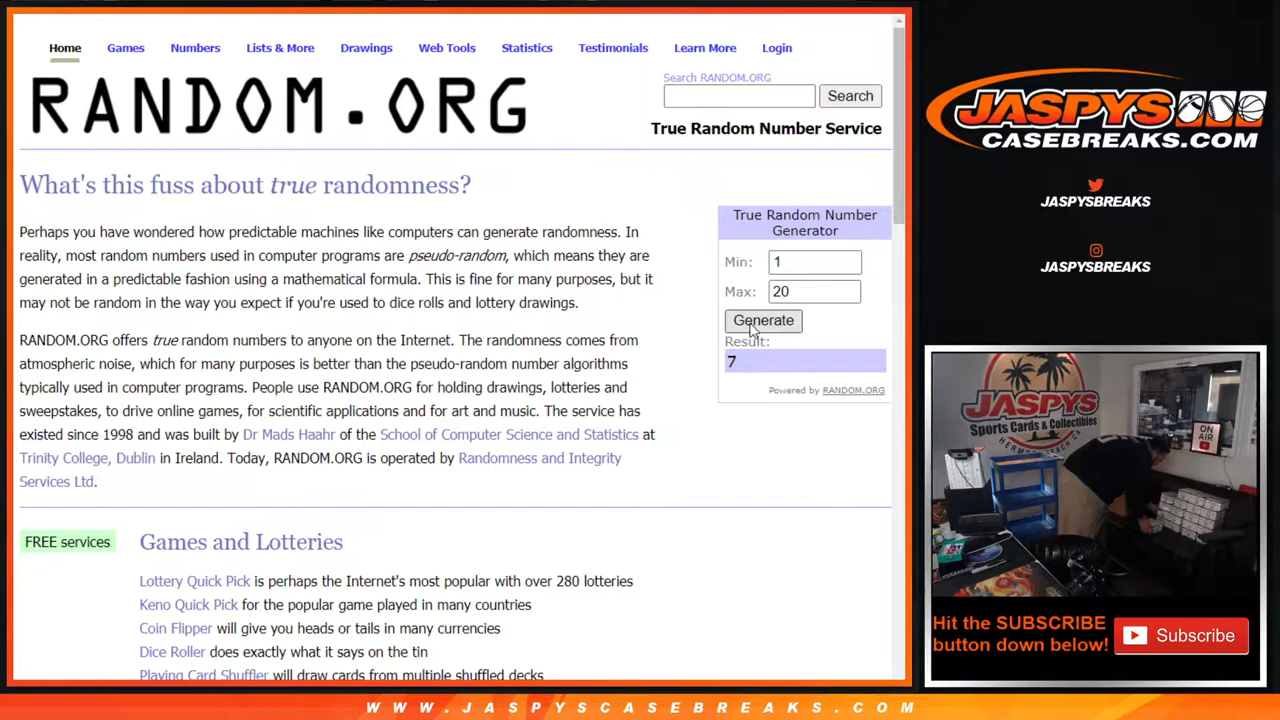 Home Games Numbers Lists & More Drawings Web Tools Statistics Testimonials Learn More Login
RANDOM.ORG
Search RANDOM.ORG
Search
True Random Number Service
What's this fuss about true randomness?
Perhaps you have wondered how predictable machines like computers can generate randomness. In
reality, most random numbers used in computer programs are pseudo-random, which means they are
generated in a predictable fashion using a mathematical formula. This is fine for many purposes, but it
may not be random in the way you expect if you're used to dice rolls and lottery drawings.
RANDOM.ORG offers true random numbers to anyone on the Internet. The randomness comes from
atmospheric noise, which for many purposes is better than the pseudo-random number algorithms
typically used in computer programs. People use RANDOM.ORG for holding drawings, lotteries and
sweepstakes, to drive online games, for scientific applications and for art and music. The service has
existed since 1998 and was built by Dr Mads Haahr of the School of Computer Science and Statistics at
Trinity College, Dublin in Ireland. Today, RANDOM.ORG is operated by Randomness and Integrity
Services Ltd.
True Random Number
Generator
Min: 1
Max: 20
Generate
Result:
7
Powered by RANDOM.ORG
FREE services
Games and Lotteries
Lottery Quick Pick is perhaps the Internet's most popular with over 280 lotteries
Keno Quick Pick for the popular game played in many countries
Coin Flipper will give you heads or tails in many currencies
Dice Roller does exactly what it says on the tin
Playing Card Shuffler will draw cards from multiple shuffled decks
JASPYS
CASEBREAKS.COM
JASPYSBREAKS
JASPYSBREAKS
JASPYS
Sports Cards & Collectibles
HERMOSA BEACH CA
ON
AIR
Hit the SUBSCRIBE
button down below!
Subscribe
WWW.JASPYSCASEBREAKS.COM